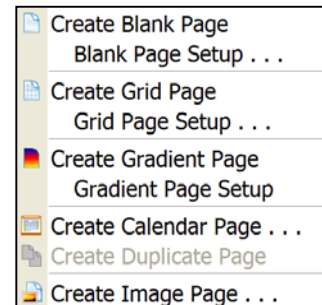 Create Blank Page
Blank Page Setup . . .
Create Grid Page
Grid Page Setup . . .
Create Gradient Page
Gradient Page Setup
Create Calendar Page . . .
Create Duplicate Page
Create Image Page . . .